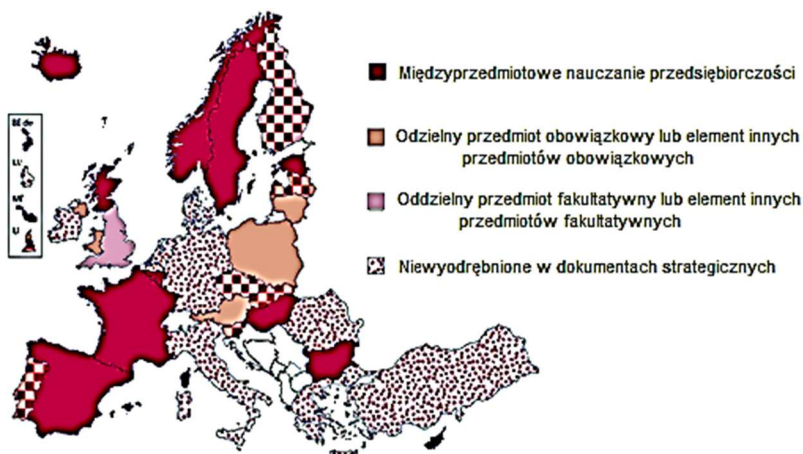 Międzyprzedmiotowe nauczanie przedsiębiorczości
Odzielny przedmiot obowiązkowy lub element innych
przedmiotów obowiązkowych
Oddzielny przedmiot fakultatywny lub element innych
przedmiotów fakultatywnych
Niewyodrębnione w dokumentach strategicznych